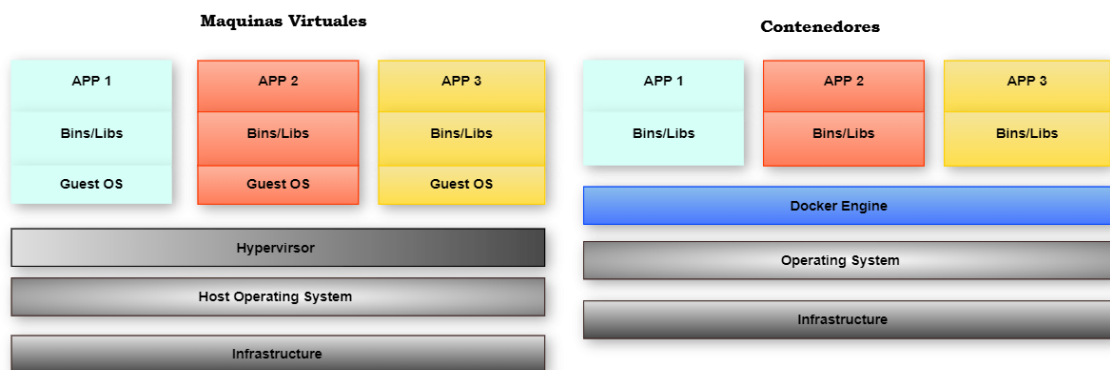 Maquinas Virtuales
APP 1
APP 2
APP 3
Bins/Libs
Bins/Libs
Bins/Libs
Guest OS
Guest OS
Guest OS
Hypervirsor
Host Operating System
Infrastructure
Contenedores
APP 1
APP 2
APP 3
Bins/Libs
Bins/Libs
Bins/Libs
Docker Engine
Operating System
Infrastructure